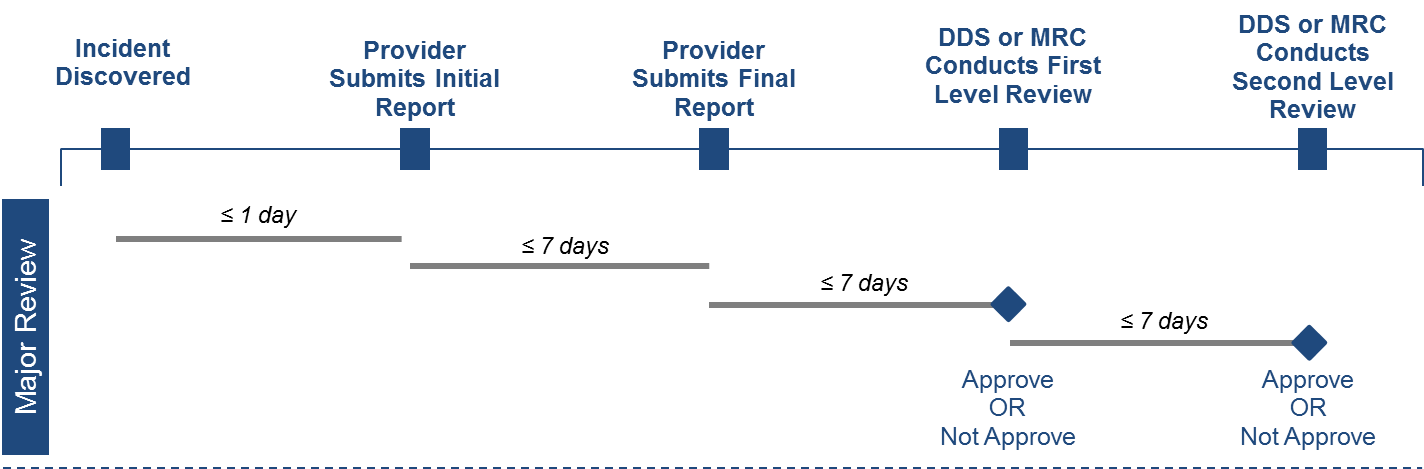 Incident
Discovered
Provider
Submits Initial
Report
Provider
Submits Final
Report
DDS or MRC
Conducts First
Level Review
DDS or MRC
Conducts
Second Level
Review
Major Review
≤ 1 day
≤ 7 days
≤ 7 days
≤ 7 days
Approve
OR
Not Approve
Approve
OR
Not Approve